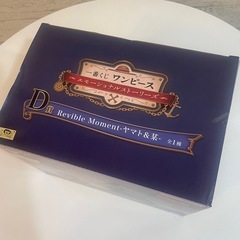 一番くじ ワンピース
～エモーショナルストーリーズ～
D賞 Revible Moment-ヤマト&栞- 全1種